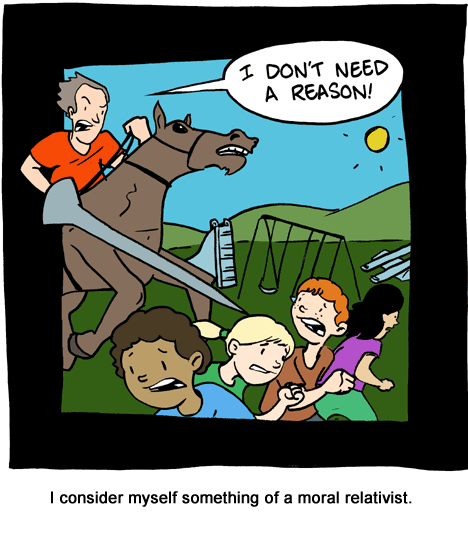 I DON'T NEED
A REASON!
I consider myself something of a moral relativist.